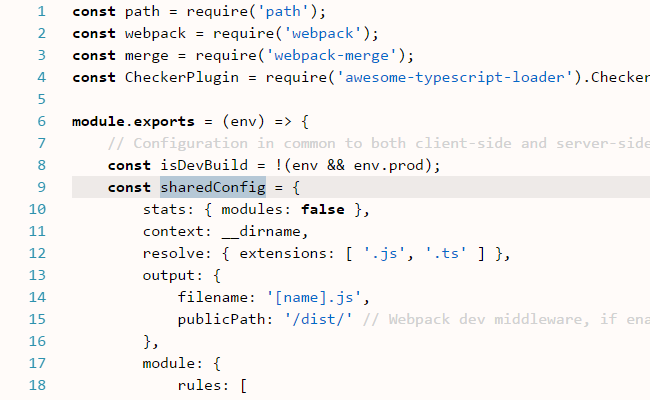 1 const path = require('path');
2 const webpack = require('webpack');
3 const merge = require('webpack-merge');
4 const CheckerPlugin = require('awesome-typescript-loader').Checker
5
6 module.exports = (env) => {
7 // Configuration in common to both client-side and server-side
8 const isDevBuild = !(env && env.prod);
9 const sharedConfig = {
10 stats: { modules: false },
11 context: __dirname,
12 resolve: { extensions: [ '.js', '.ts' ] },
13 output: {
14 filename: '[name].js',
15 publicPath: '/dist/' // Webpack dev middleware, if ena
16 },
17 module: {
18 rules: [